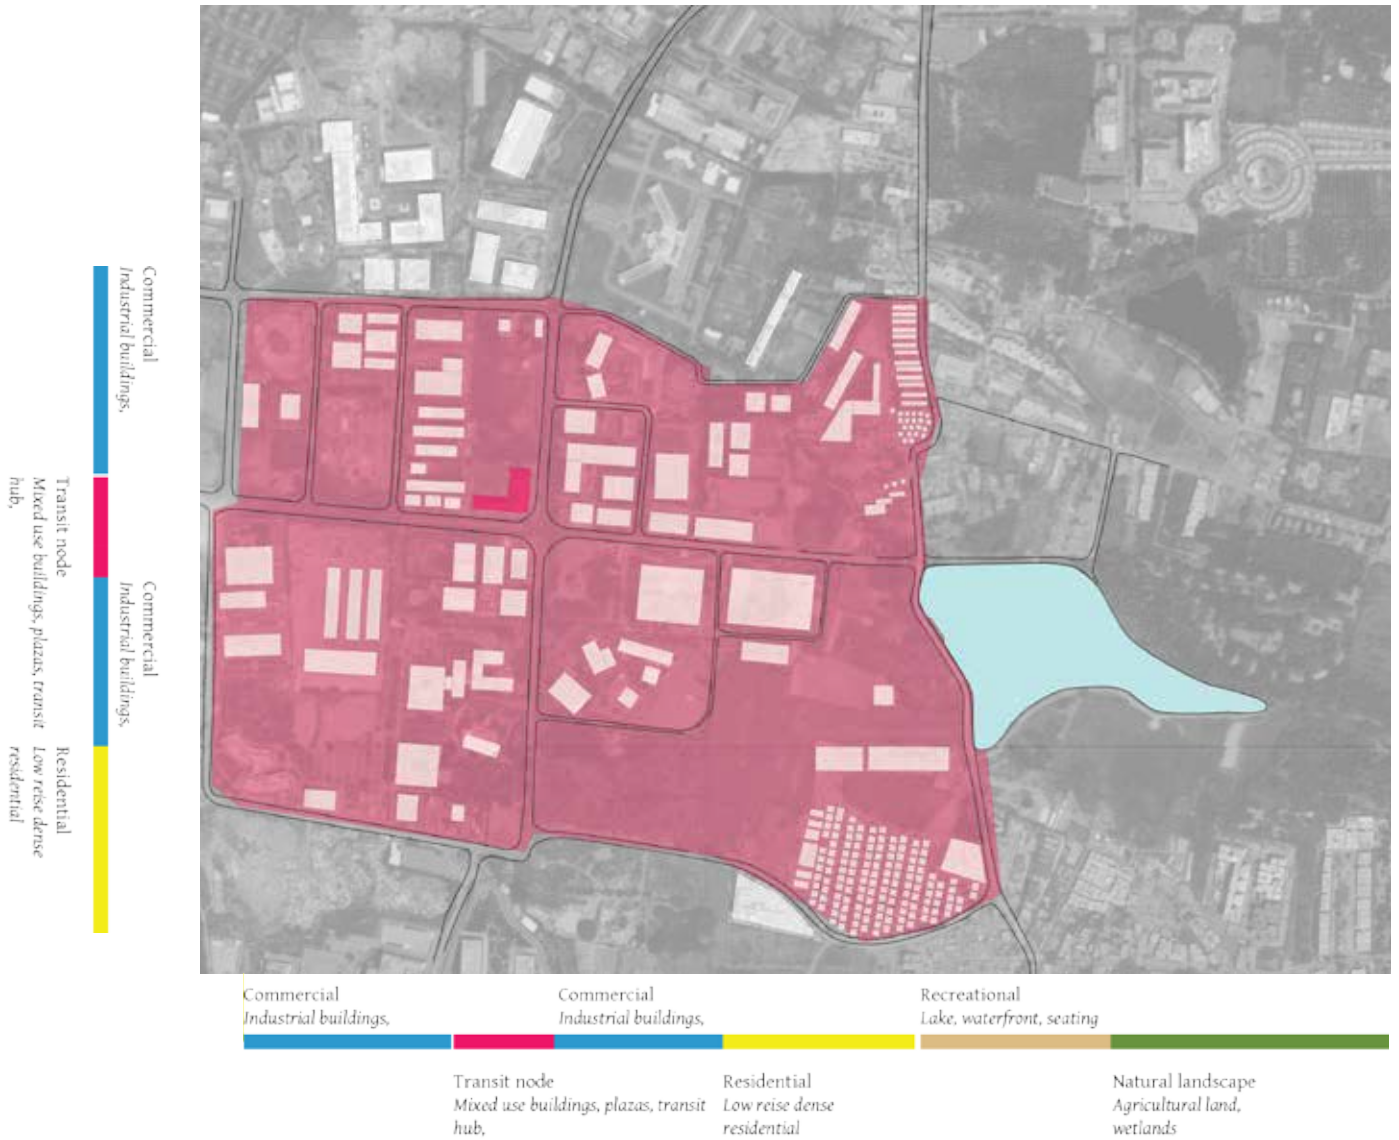 Commercial
Industrial buildings,
Transit node
Mixed use buildings, plazas, transit
hub,
Commercial
Industrial buildings,
Residential
Low reise dense
residential
Commercial
Industrial buildings,
Commercial
Industrial buildings,
Recreational
Lake, waterfront, seating
Transit node
Mixed use buildings, plazas, transit
hub,
Residential
Low reise dense
residential
Natural landscape
Agricultural land,
wetlands